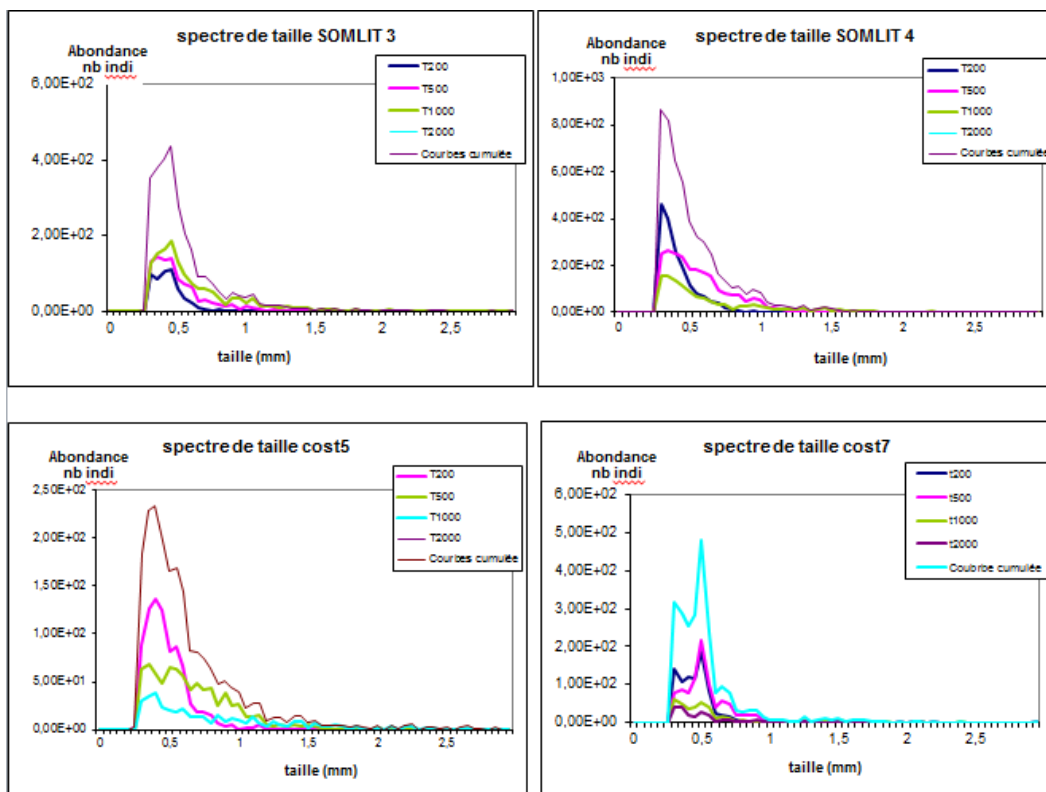 spectre de taille SOMLIT 3
Abondance
nb indi
T200
T500
T1000
T2000
Courbes cumulée
6,00E+02
4,00E+02
2,00E+02
0,00E+00
0
0,5
1
1,5
2
2,5
taille (mm)
spectre de taille SOMLIT 4
Abondance
nb indi
T200
T500
T1000
T2000
Courbes cumulée
1,00E+03
8,00E+02
6,00E+02
4,00E+02
2,00E+02
0,00E+00
0
0,5
1
1,5
2
2,5
taille (mm)
spectre de taille cost5
Abondance
nb indi
T200
T500
T1000
T2000
Courbes cumulée
2,50E+02
2,00E+02
1,50E+02
1,00E+02
5,00E+01
0,00E+00
0
0,5
1
1,5
2
2,5
taille (mm)
spectre de taille cost7
Abondance
nb indi
t200
t500
t1000
t2000
Coubrbe cumulée
6,00E+02
5,00E+02
4,00E+02
3,00E+02
2,00E+02
1,00E+02
0,00E+00
0
0,5
1
1,5
2
2,5
taille (mm)